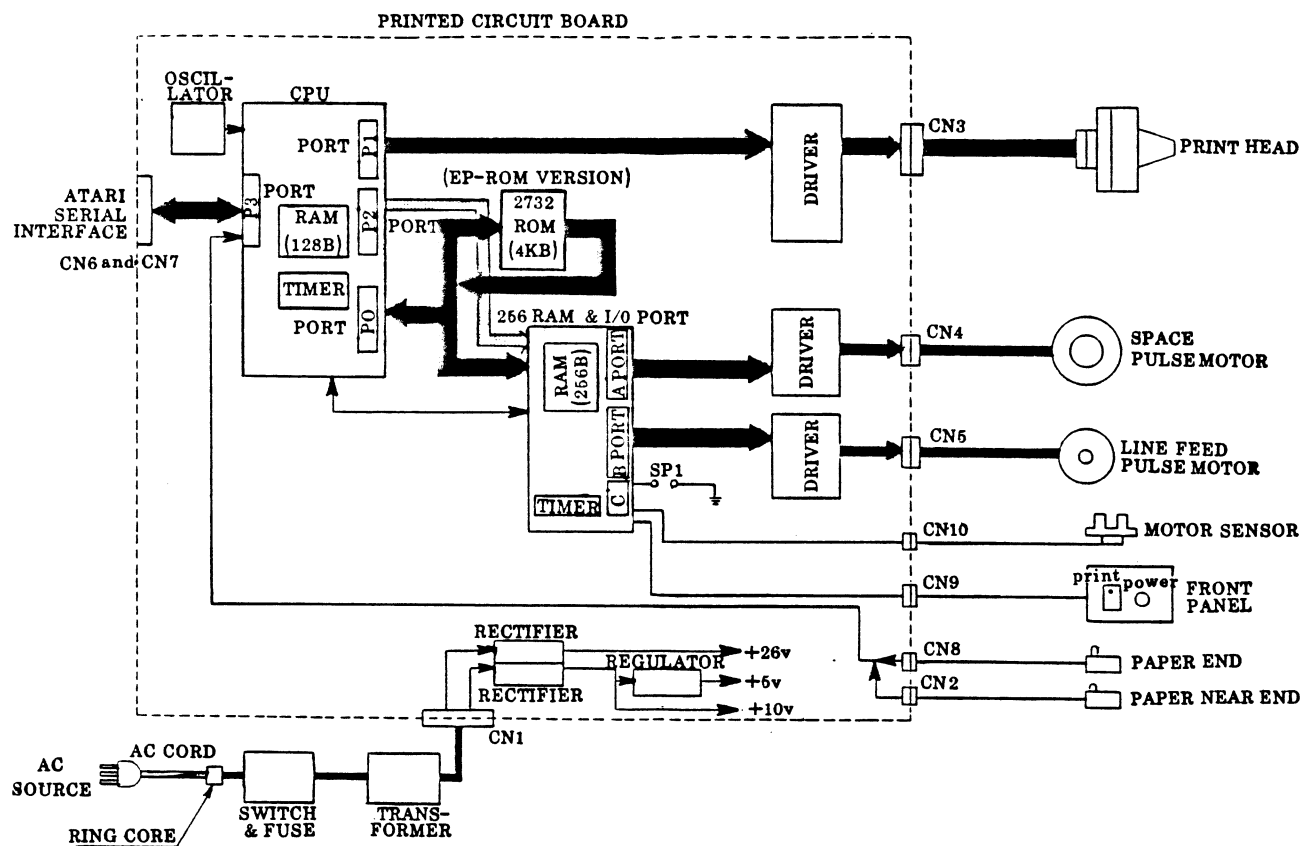 PRINTED CIRCUIT BOARD
OSCIL-
LATOR
CPU
PORT
P1
DRIVER
CN3
PRINT HEAD
(EP-ROM VERSION)
ATARI
SERIAL
INTERFACE
CN6 and CN7
P3
PORT
RAM
(128B)
P2
PORT
2732
ROM
(4KB)
TIMER
PORT
PO
256 RAM & I/O PORT
RAM
(256B)
A PORT
DRIVER
CN4
SPACE
PULSE MOTOR
B PORT
DRIVER
CN5
LINE FEED
PULSE MOTOR
C
SP1
TIMER
CN10
MOTOR SENSOR
CN9
print
power
FRONT
PANEL
RECTIFIER
+26v
CN8
PAPER END
REGULATOR
+5v
RECTIFIER
CN2
PAPER NEAR END
+10v
CN1
AC CORD
AC
SOURCE
SWITCH
& FUSE
TRANS-
FORMER
RING CORE